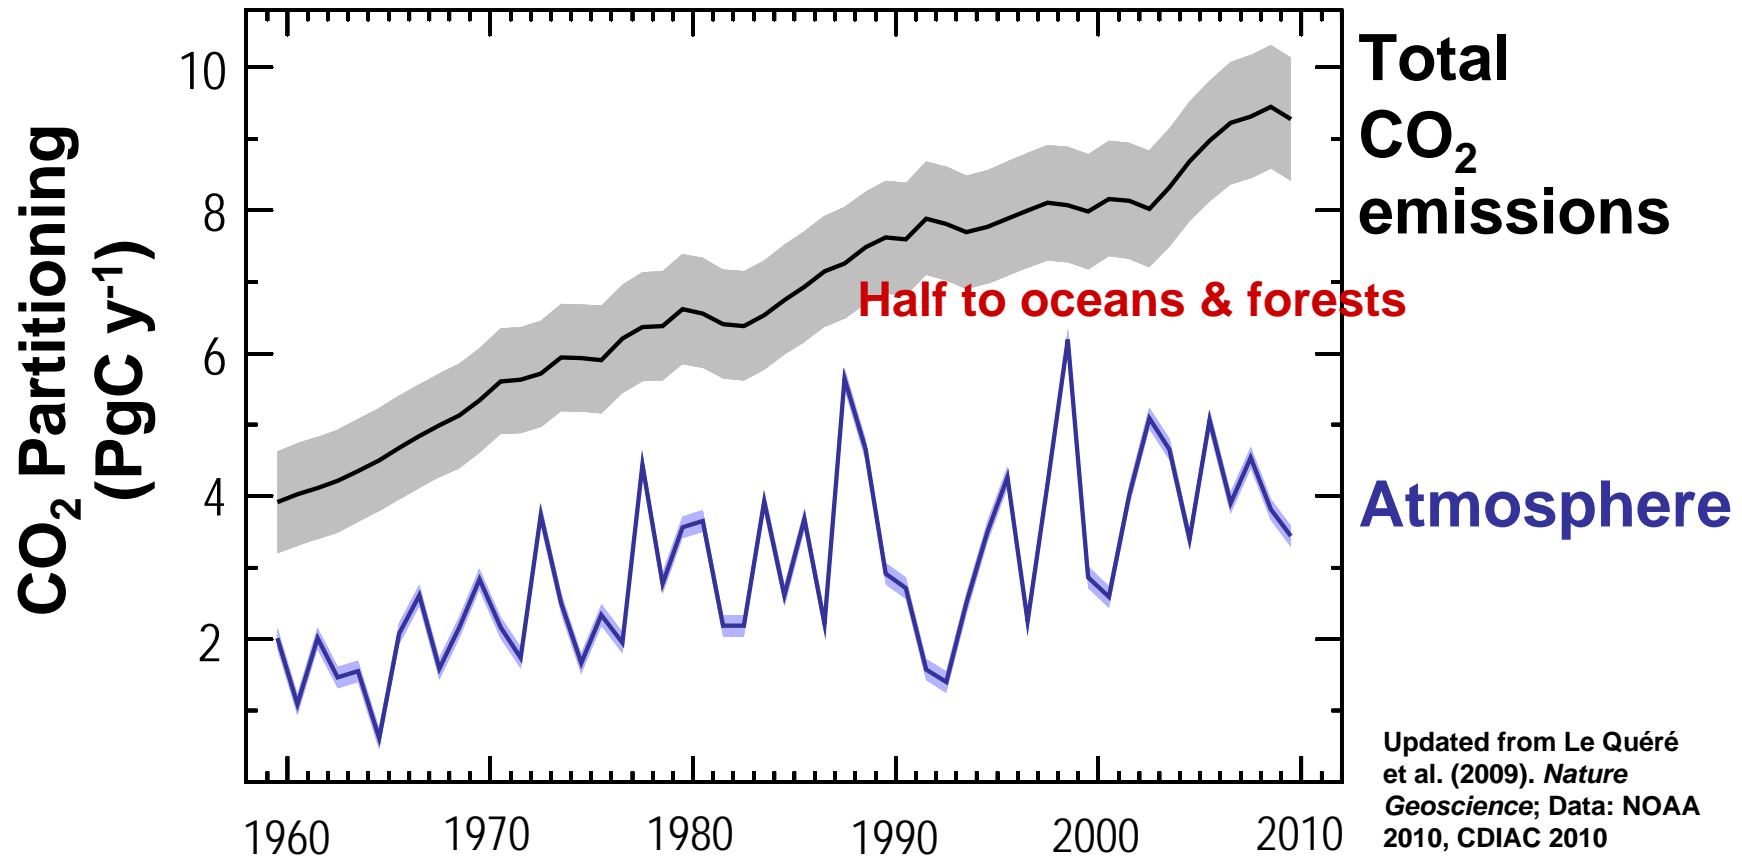 CO₂ Partitioning
(PgC y⁻¹)
10
8
6
4
2
1960
1970
1980
1990
2000
2010
Total
CO₂
emissions
Half to oceans & forests
Atmosphere
Updated from Le Quéré
et al. (2009). Nature
Geoscience; Data: NOAA
2010, CDIAC 2010